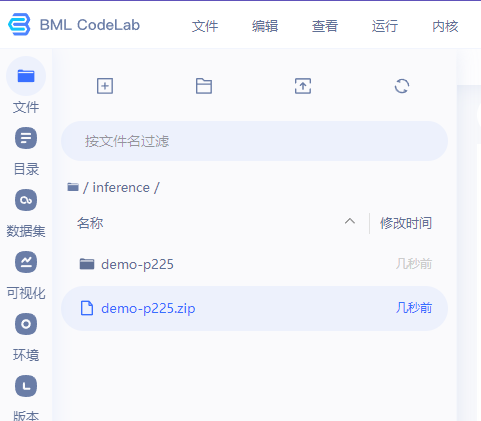 BML CodeLab 文件 编辑 查看 运行 内核
文件
目录
数据集
可视化
环境
版本
按文件名过滤
/ inference /
名称 修改时间
demo-p225 几秒前
demo-p225.zip 几秒前